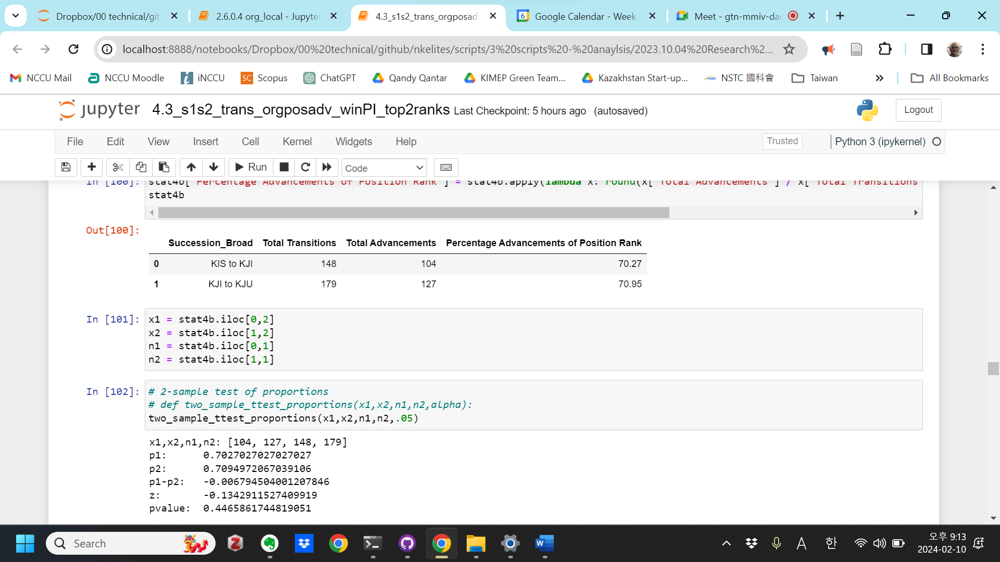 Dropbox/00 technical/git
2.6.0.4 org_local - Jupyte
4.3_s1s2_trans_orgposadv
Google Calendar - Week
Meet - gtn-mmiv-dac
localhost:8888/notebooks/Dropbox/00%20technical/github/nkelites/scripts/3%20scripts%20-%20anaylsis/2023.10.04%20Research%2...
NCCU Mail
NCCU Moodle
iNCCU
SC Scopus
ChatGPT
Qandy Qantar
KIMEP Green Team...
Kazakhstan Start-up...
NSTC 國科會
Taiwan
»
All Bookmarks
jupyter 4.3_s1s2_trans_orgposadv_winPI_top2ranks Last Checkpoint: 5 hours ago (autosaved)
Logout
File Edit View Insert Cell Kernel Widgets Help
Trusted
Python 3 (ipykernel)
Run
Code
In [100]: stat4b['Percentage Advancements of Position Rank'] = stat4b.apply(lambda x: round(x['Total Advancements'] / x['Total Transitions
stat4b
Out[100]:
Succession_Broad Total Transitions Total Advancements Percentage Advancements of Position Rank
0 KIS to KJI 148 104 70.27
1 KJI to KJU 179 127 70.95
In [101]: x1 = stat4b.iloc[0,2]
x2 = stat4b.iloc[1,2]
n1 = stat4b.iloc[0,1]
n2 = stat4b.iloc[1,1]
In [102]: # 2-sample test of proportions
# def two_sample_ttest_proportions(x1,x2,n1,n2,alpha):
two_sample_ttest_proportions(x1,x2,n1,n2,.05)
x1,x2,n1,n2: [104, 127, 148, 179]
p1: 0.7027027027027027
p2: 0.7094972067039106
p1-p2: -0.006794504001207846
z: -0.1342911527409919
pvalue: 0.4465861744819051
Search
A
한
오후 9:13
2024-02-10